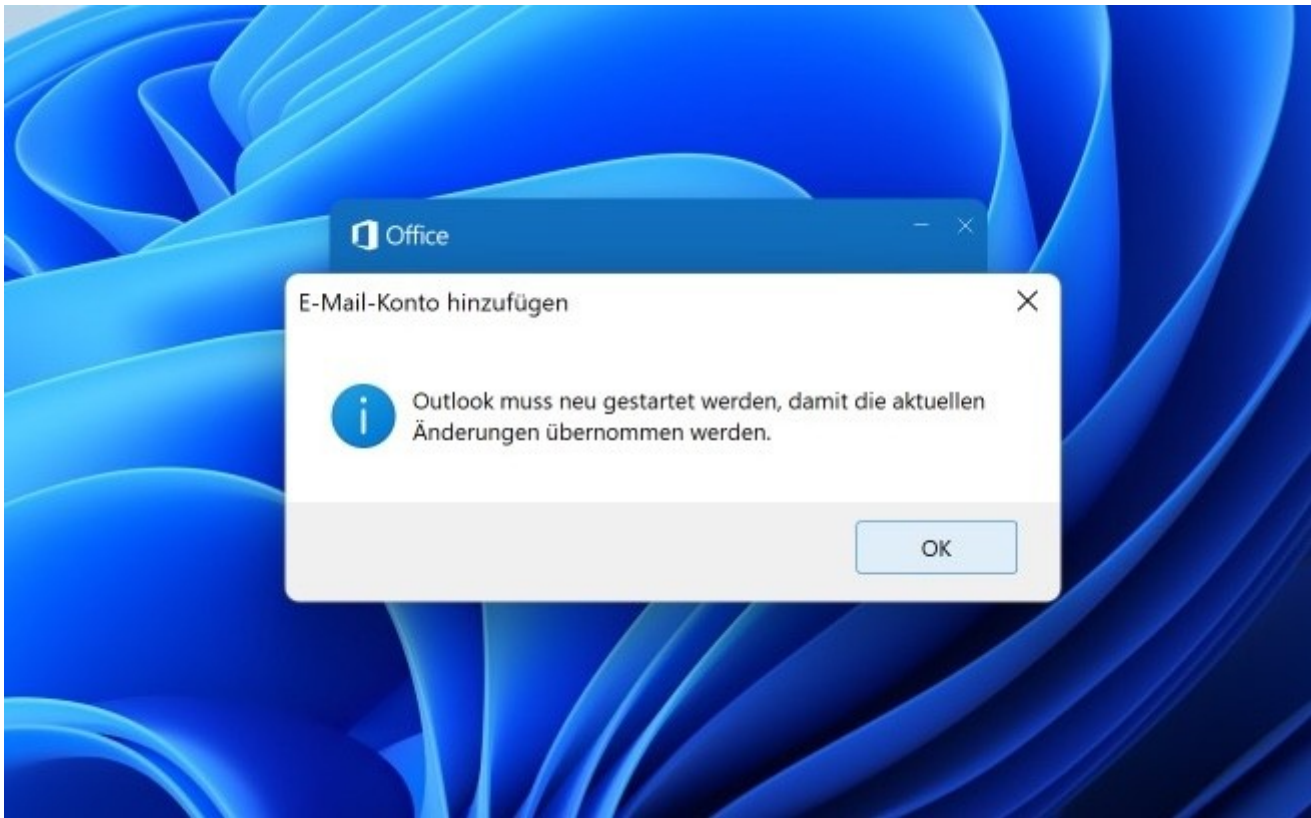 Office
E-Mail-Konto hinzufügen
Outlook muss neu gestartet werden, damit die aktuellen
Änderungen übernommen werden.
OK